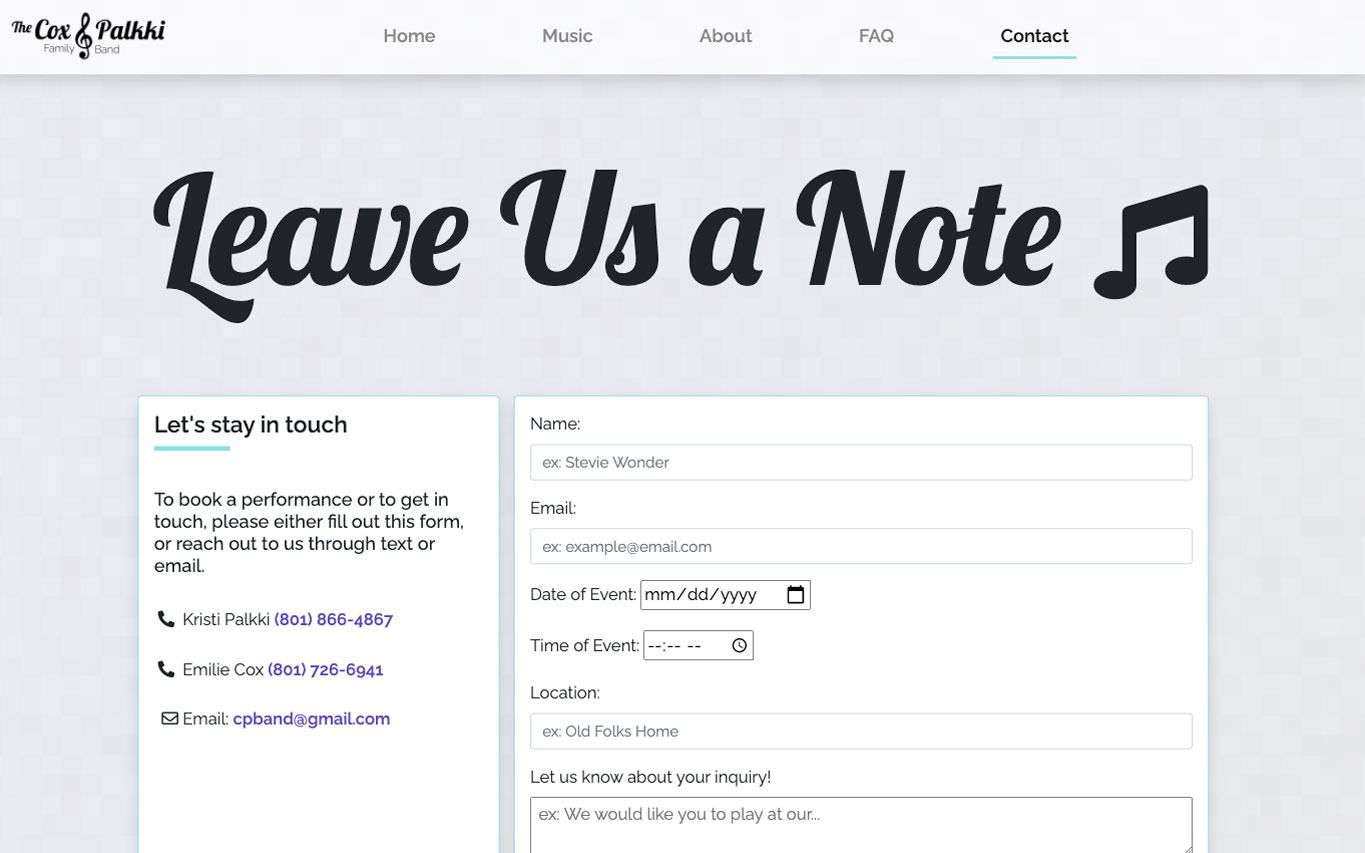 The Cox & Palkki
Family Band
Home Music About FAQ Contact
Leave Us a Note
Let's stay in touch
To book a performance or to get in
touch, please either fill out this form,
or reach out to us through text or
email.
Kristi Palkki (801) 866-4867
Emilie Cox (801) 726-6941
Email: cpband@gmail.com
Name:
ex: Stevie Wonder
Email:
ex: example@email.com
Date of Event: mm/dd/yyyy
Time of Event: --:-- --
Location:
ex: Old Folks Home
Let us know about your inquiry!
ex: We would like you to play at our...